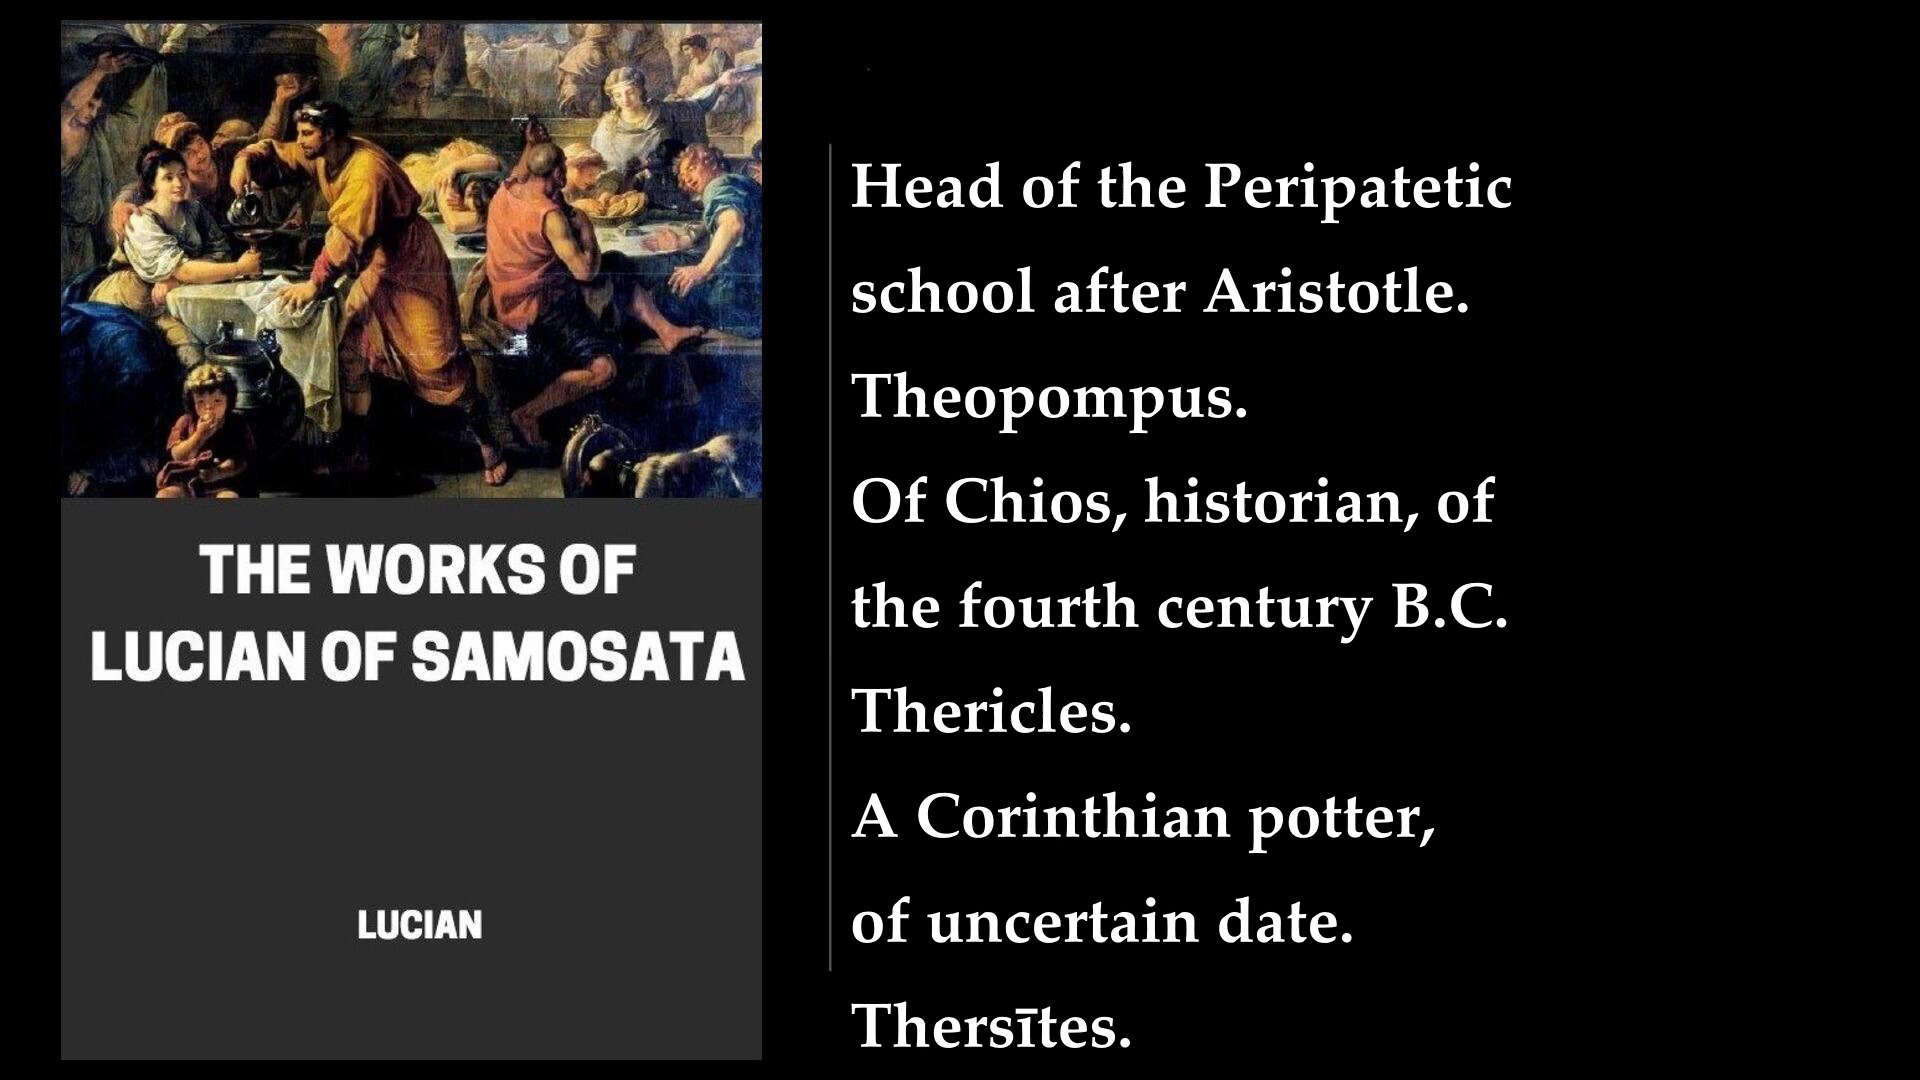 THE WORKS OF
LUCIAN OF SAMOSATA
LUCIAN
Head of the Peripatetic
school after Aristotle.
Theopompus.
Of Chios, historian, of
the fourth century B.C.
Thericles.
A Corinthian potter,
of uncertain date.
Thersītes.